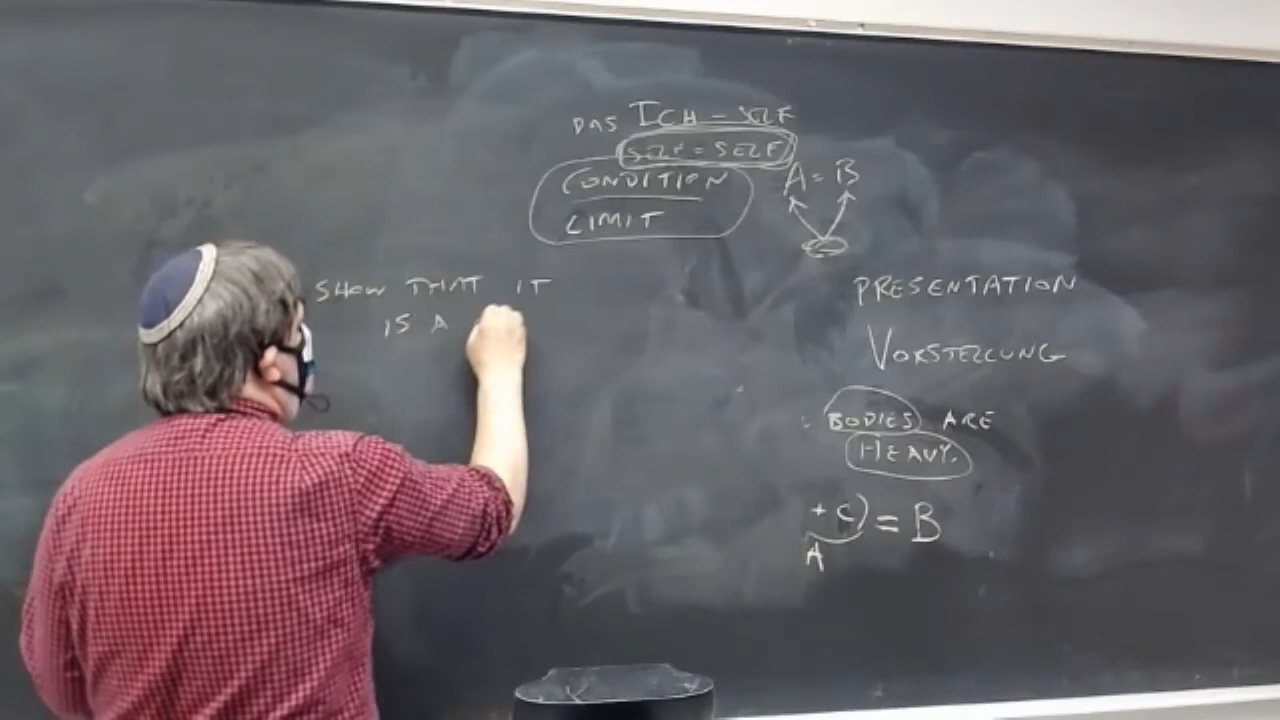 DAS ICH - SELF
SELF = SELF
CONDITION
LIMIT
A = B
SHOW THAT IT
IS A
PRESENTATION
VORSTELLUNG
BODIES ARE
HEAVY.
+ C) = B
A